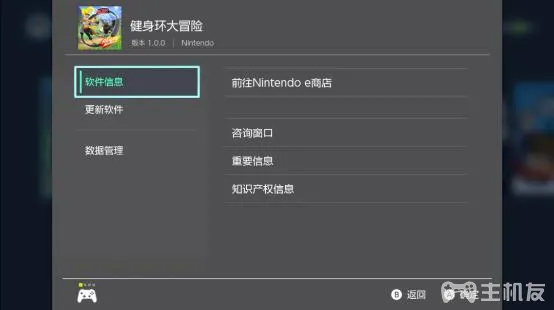 健身环大冒险
版本 1.0.0 | Nintendo
软件信息
更新软件
数据管理
前往Nintendo e商店
咨询窗口
重要信息
知识产权信息
B 返回
A 确定
主机友